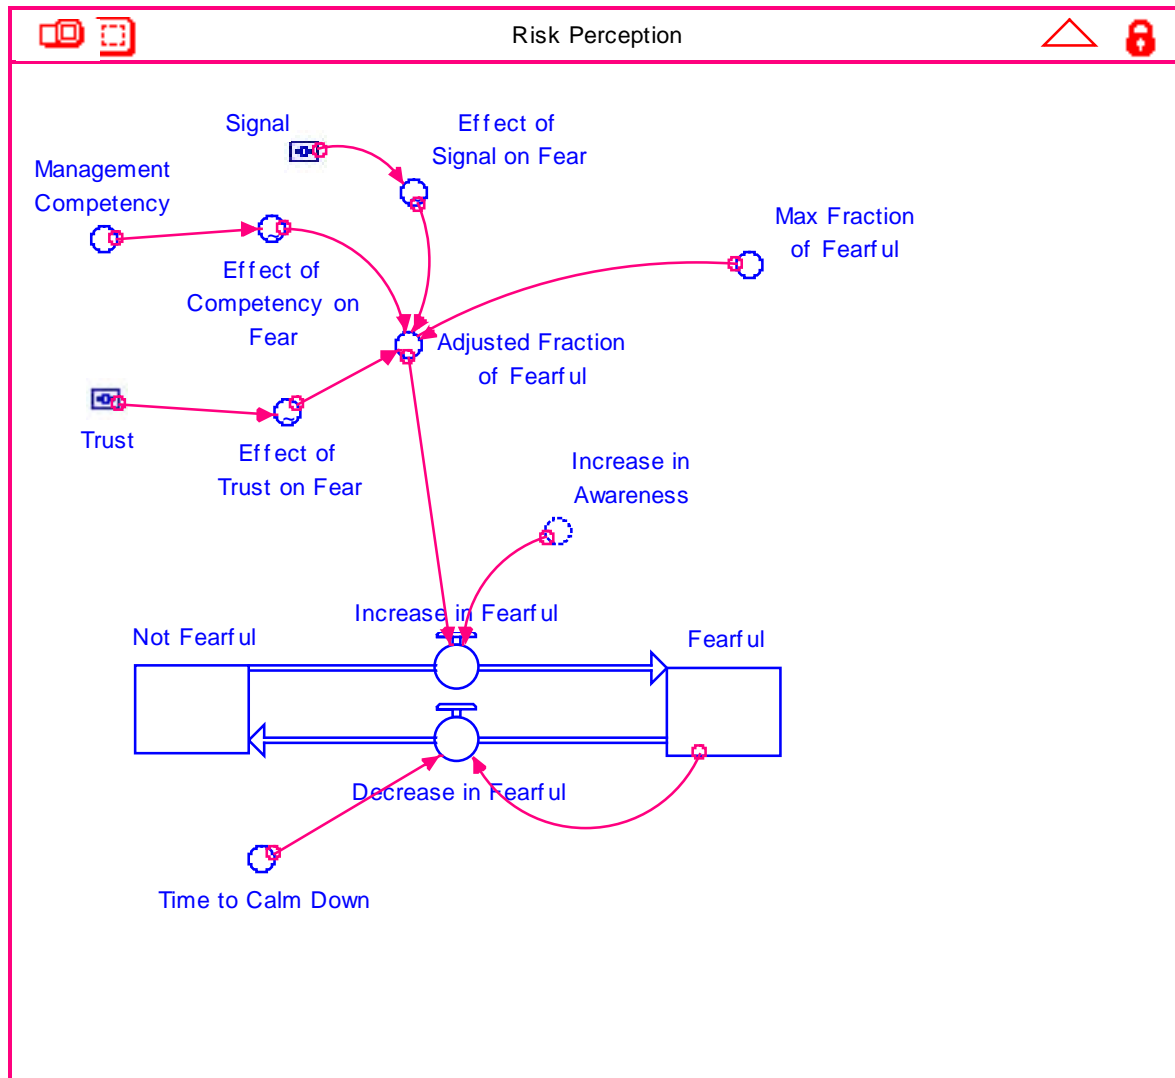 Risk Perception
Signal
Effect of
Signal on Fear
Management
Competency
Max Fraction
of Fearful
Effect of
Competency on
Fear
Adjusted Fraction
of Fearful
Trust
Effect of
Trust on Fear
Increase in
Awareness
Increase in Fearful
Not Fearful
Fearful
Decrease in Fearful
Time to Calm Down